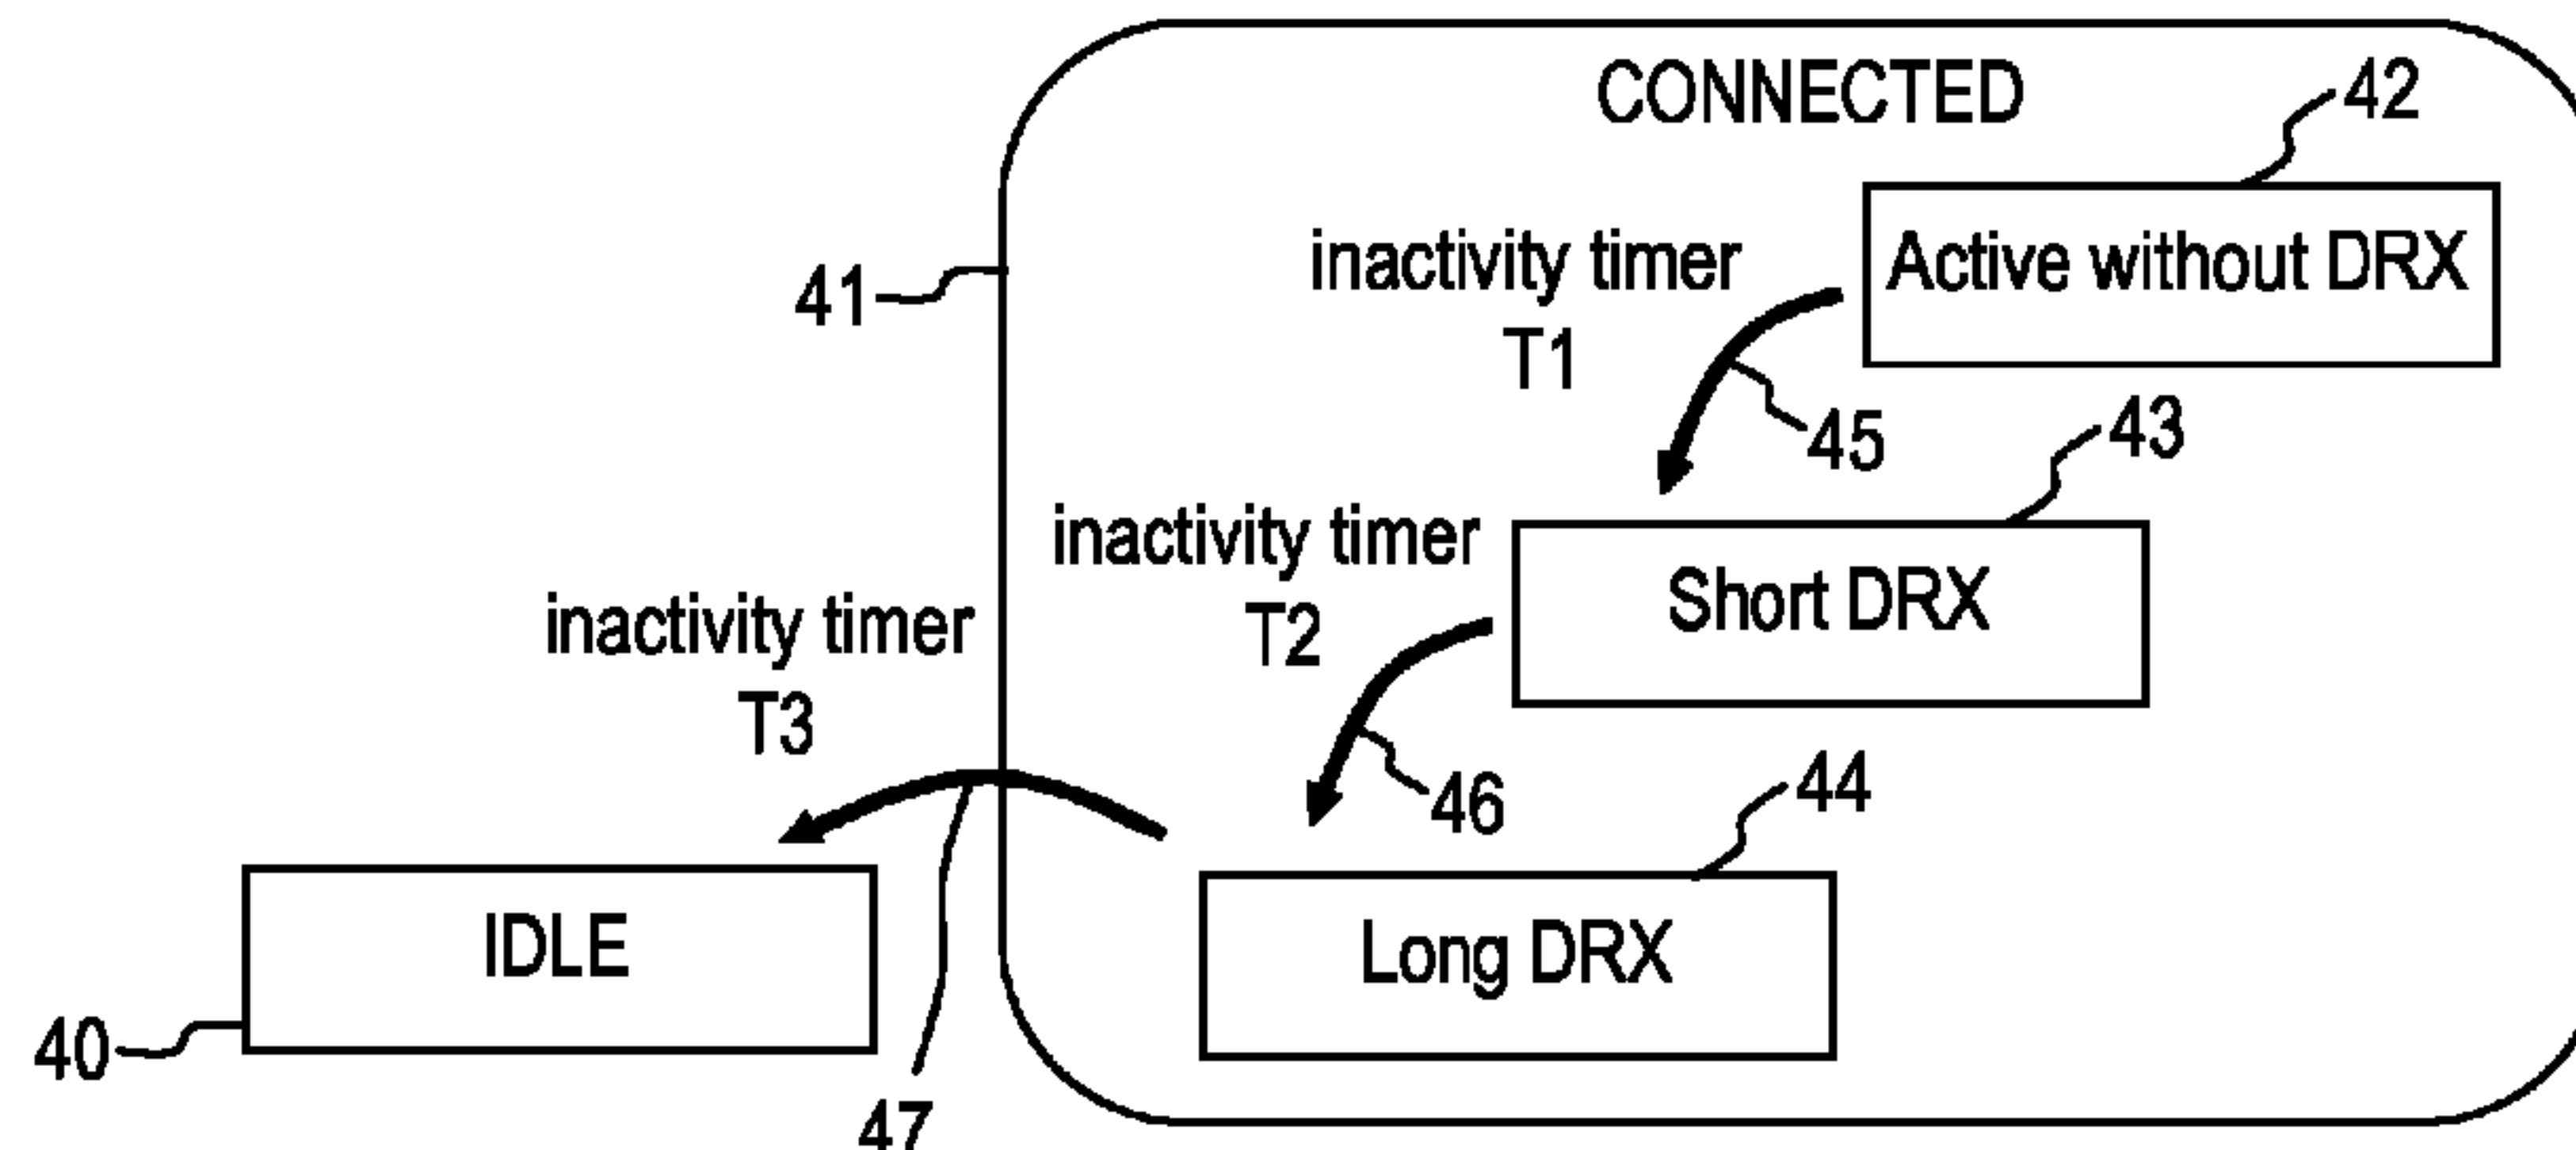 CONNECTED
42
Active without DRX
inactivity timer
T1
41
45
43
inactivity timer
T2
Short DRX
inactivity timer
T3
46
44
IDLE
Long DRX
40
47